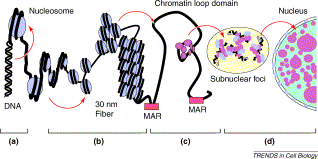 Nucleosome
Chromatin loop domain
Nucleus
DNA
30 nm
Fiber
MAR
MAR
Subnuclear foci
(a)
(b)
(c)
(d)
TRENDS in Cell Biology